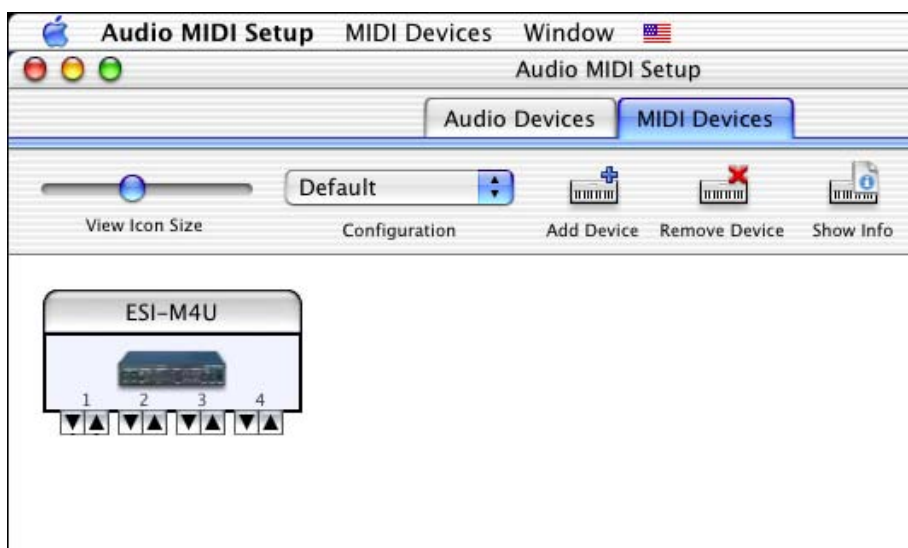 Audio MIDI Setup MIDI Devices Window
Audio MIDI Setup
Audio Devices MIDI Devices
Default
View Icon Size Configuration Add Device Remove Device Show Info
ESI-M4U
1 2 3 4